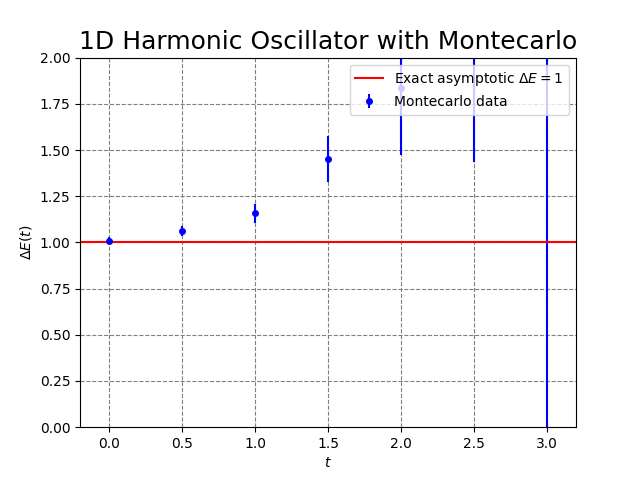 1D Harmonic Oscillator with Montecarlo
2.00
1.75
1.50
1.25
1.00
0.75
0.50
0.25
0.00
ΔE(t)
Exact asymptotic ΔE = 1
Montecarlo data
0.0 0.5 1.0 1.5 2.0 2.5 3.0
t